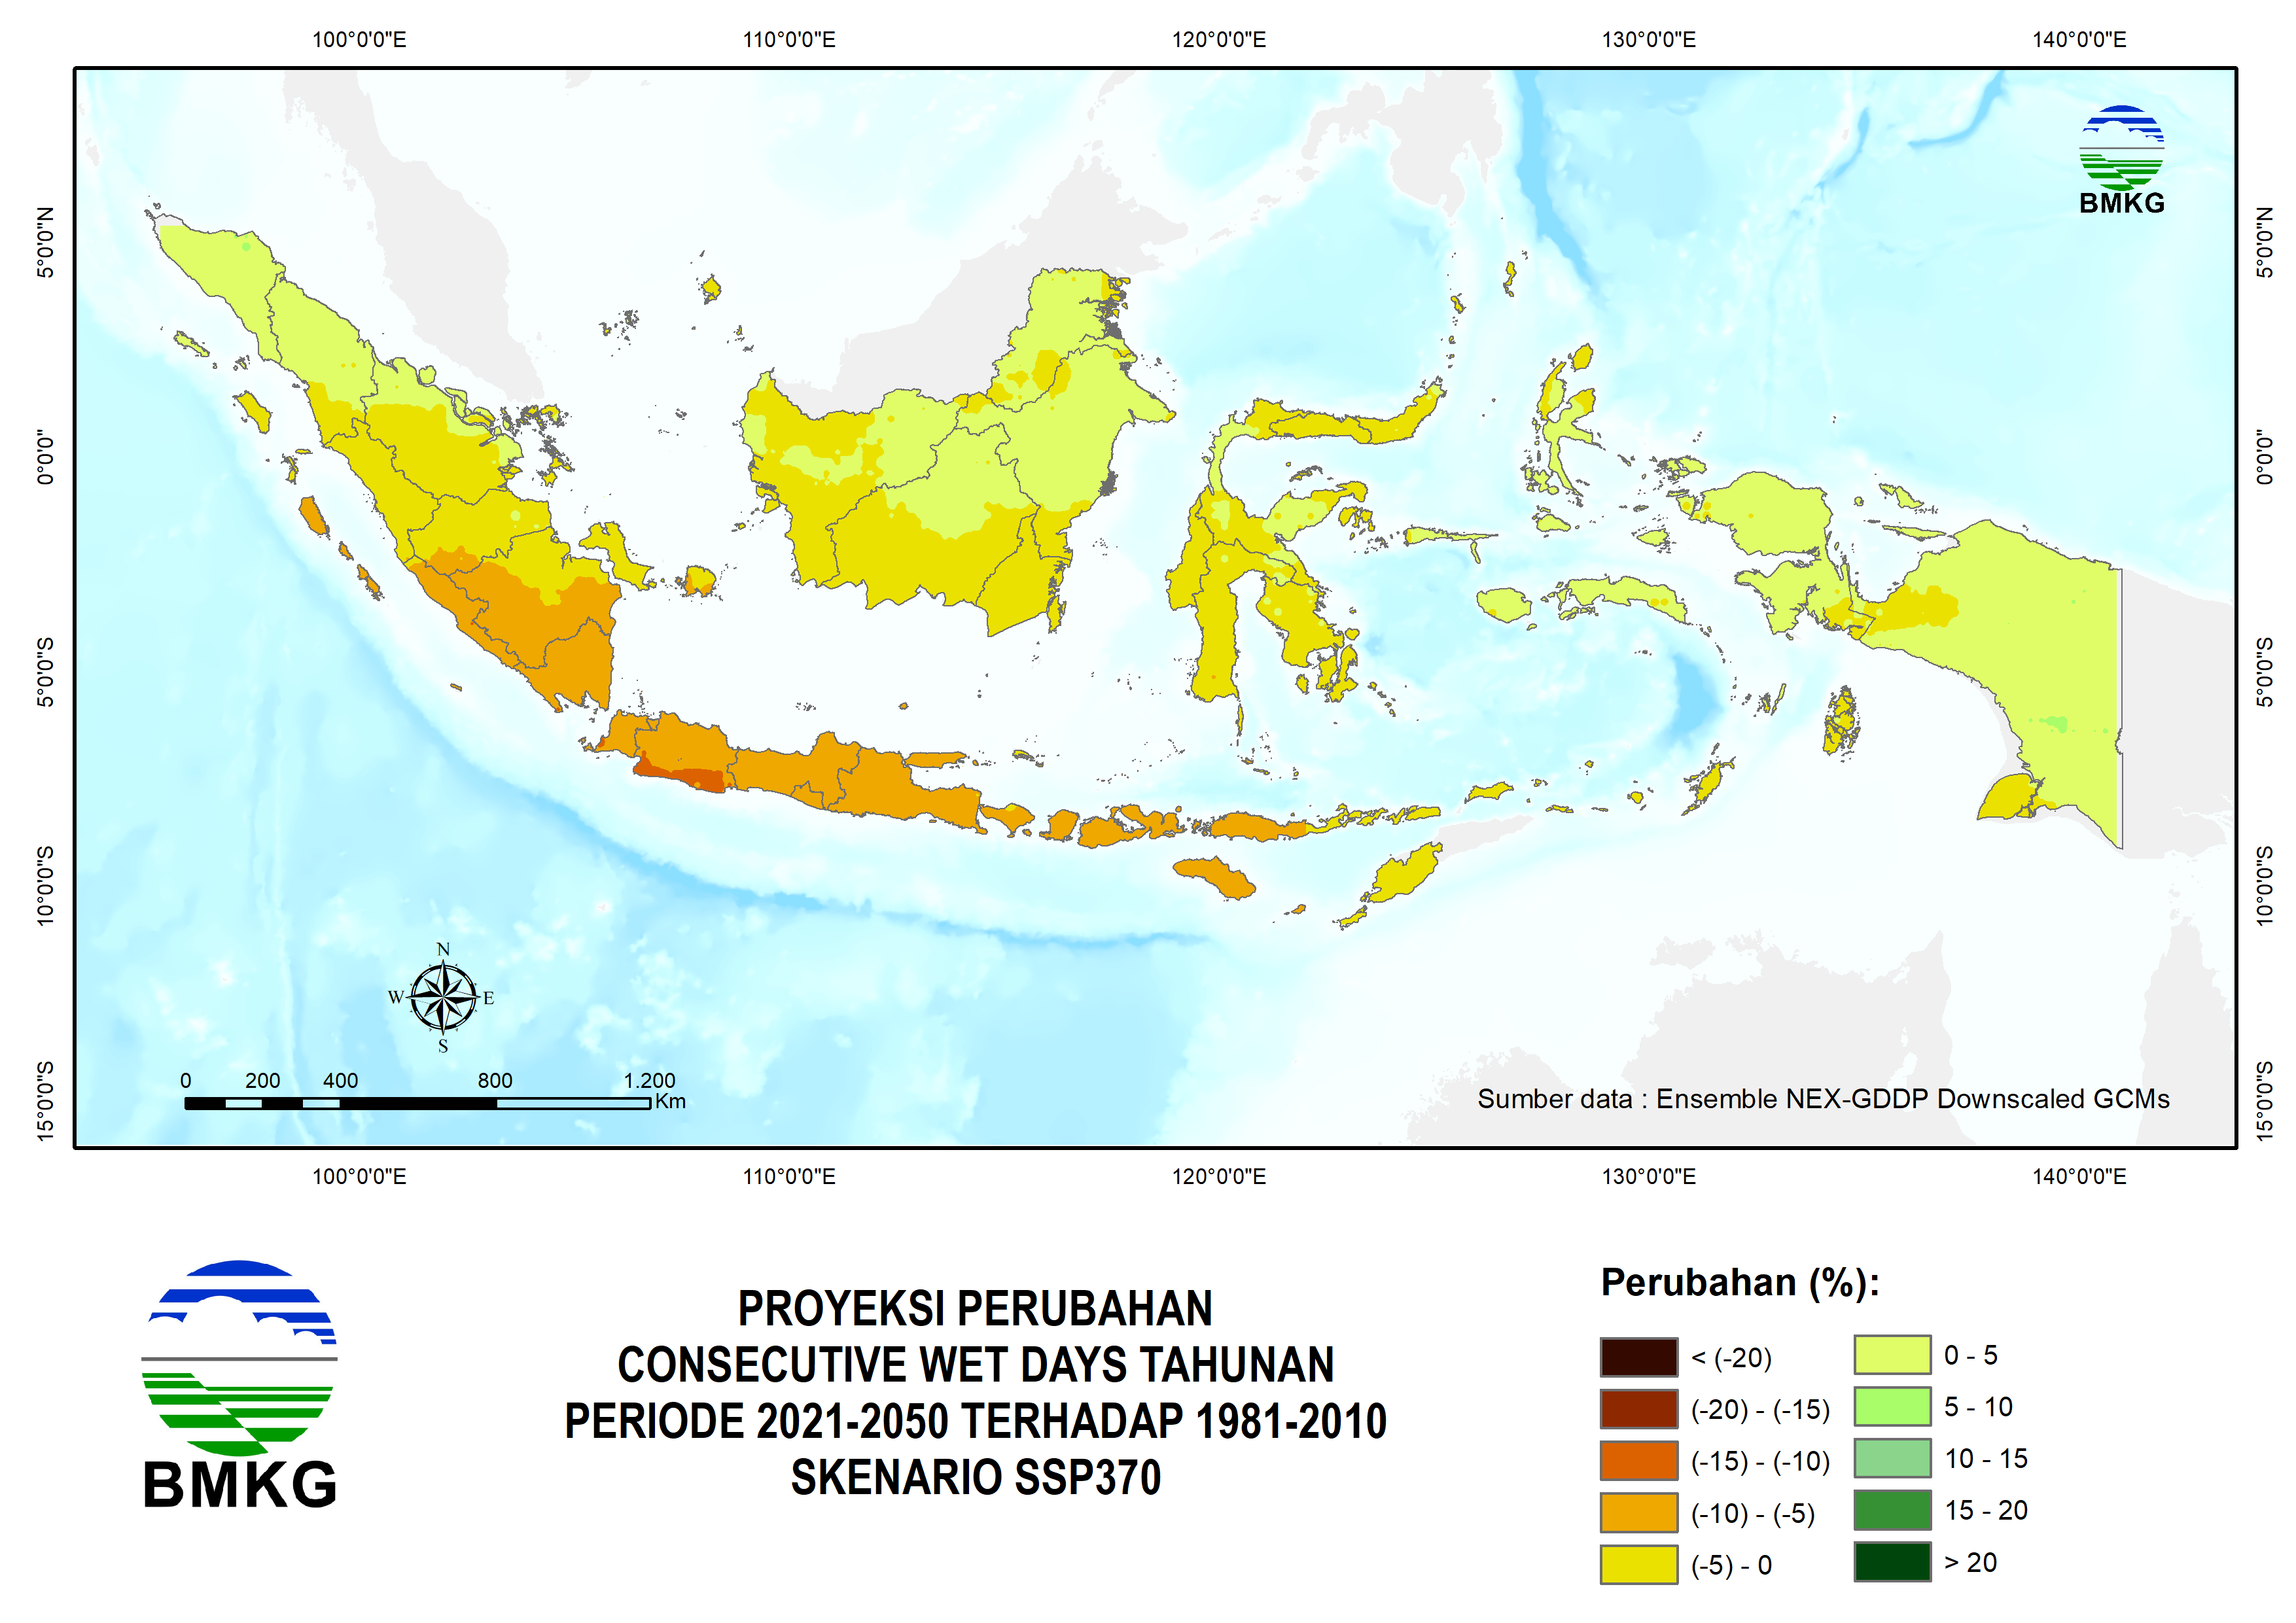 100°0'0"E 110°0'0"E 120°0'0"E 130°0'0"E 140°0'0"E
5°0'0"N
0°0'0"
5°0'0"S
10°0'0"S
15°0'0"S
5°0'0"N
0°0'0"
5°0'0"S
10°0'0"S
15°0'0"S
BMKG
N
W E
S
0 200 400 800 1.200
Km
Sumber data : Ensemble NEX-GDDP Downscaled GCMs
100°0'0"E 110°0'0"E 120°0'0"E 130°0'0"E 140°0'0"E
BMKG
PROYEKSI PERUBAHAN
CONSECUTIVE WET DAYS TAHUNAN
PERIODE 2021-2050 TERHADAP 1981-2010
SKENARIO SSP370
Perubahan (%):
< (-20)
(-20) - (-15)
(-15) - (-10)
(-10) - (-5)
(-5) - 0
0 - 5
5 - 10
10 - 15
15 - 20
> 20